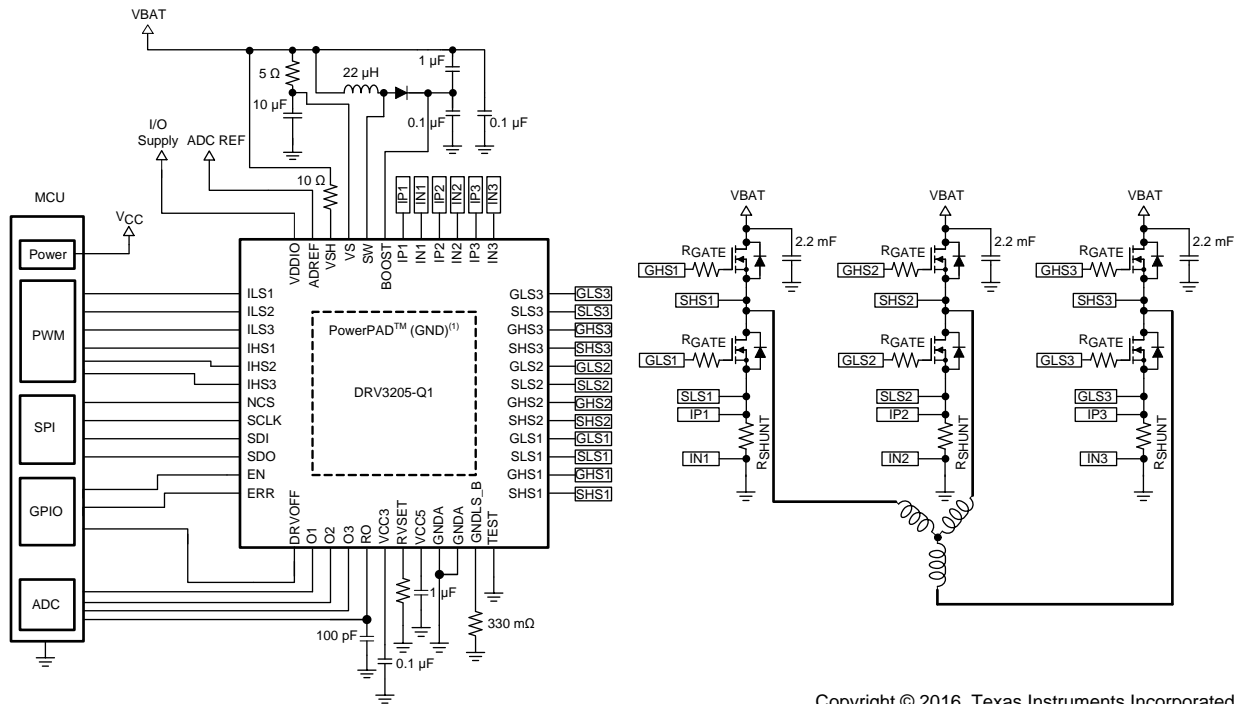 VBAT
5 Ω
22 µH
1 µF
10 µF
0.1 µF
0.1 µF
I/O
Supply
ADC REF
10 Ω
MCU
VCC
Power
PWM
SPI
GPIO
ADC
IP1
IN1
IP2
IN2
IP3
IN3
VDDIO
ADREF
VSH
VS
SW
BOOST
IP1
IN1
IP2
IN2
IP3
IN3
ILS1
ILS2
ILS3
IHS1
IHS2
IHS3
NCS
SCLK
SDI
SDO
EN
ERR
PowerPAD™ (GND)(1)
DRV3205-Q1
GLS3
SLS3
GHS3
SHS3
GLS2
SLS2
GHS2
SHS2
GLS1
SLS1
GHS1
SHS1
GLS3
SLS3
GHS3
SHS3
GLS2
SLS2
GHS2
SHS2
GLS1
SLS1
GHS1
SHS1
DRVOFF
O1
O2
O3
RO
VCC3
RVSET
VCC5
GNDA
GNDA
GNDLS_B
TEST
1 µF
330 mΩ
100 pF
0.1 µF
VBAT
2.2 mF
RGATE
GHS1
SHS1
RGATE
GLS1
SLS1
IP1
RSHUNT
IN1
VBAT
2.2 mF
RGATE
GHS2
SHS2
RGATE
GLS2
SLS2
IP2
RSHUNT
IN2
VBAT
2.2 mF
RGATE
GHS3
SHS3
RGATE
GLS3
GLS3
IP3
RSHUNT
IN3
Copyright © 2016, Texas Instruments Incorporated